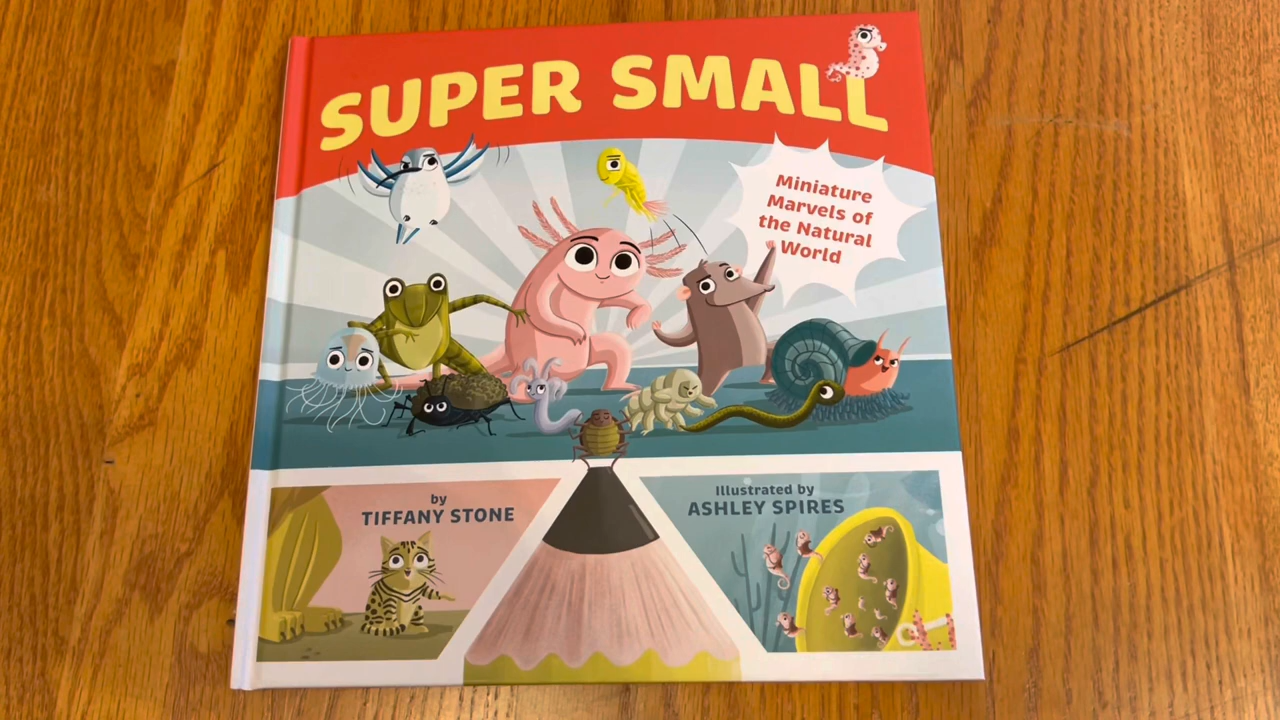 SUPER SMALL
Miniature
Marvels of
the Natural
World
by
TIFFANY STONE
Illustrated by
ASHLEY SPIRES